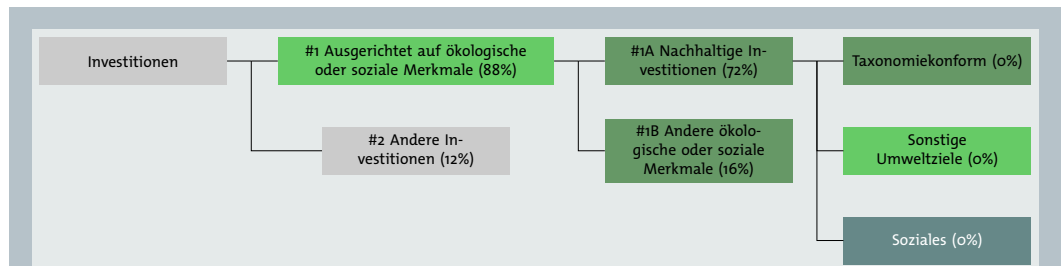 Investitionen
#1 Ausgerichtet auf ökologische
oder soziale Merkmale (88%)
#1A Nachhaltige In-
vestitionen (72%)
Taxonomiekonform (0%)
#2 Andere In-
vestitionen (12%)
#1B Andere ökolo-
gische oder soziale
Merkmale (16%)
Sonstige
Umweltziele (0%)
Soziales (0%)